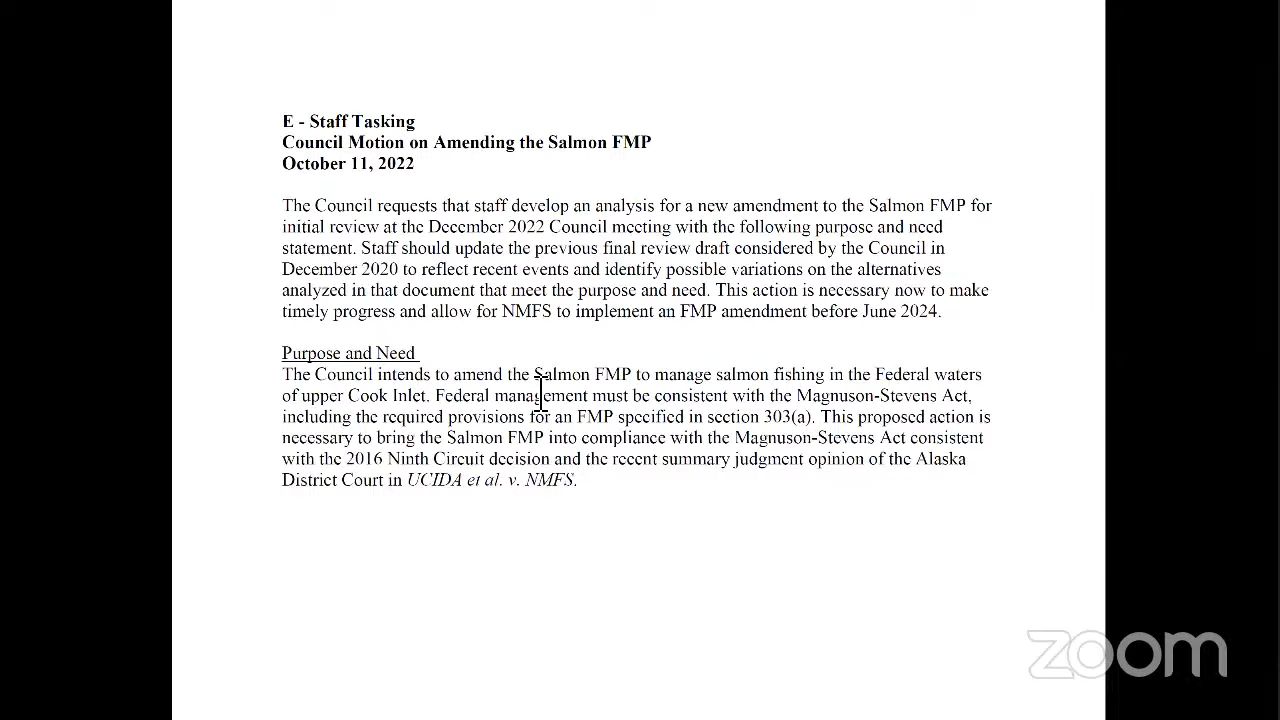 E - Staff Tasking
Council Motion on Amending the Salmon FMP
October 11, 2022
The Council requests that staff develop an analysis for a new amendment to the Salmon FMP for
initial review at the December 2022 Council meeting with the following purpose and need
statement. Staff should update the previous final review draft considered by the Council in
December 2020 to reflect recent events and identify possible variations on the alternatives
analyzed in that document that meet the purpose and need. This action is necessary now to make
timely progress and allow for NMFS to implement an FMP amendment before June 2024.
Purpose and Need
The Council intends to amend the Salmon FMP to manage salmon fishing in the Federal waters
of upper Cook Inlet. Federal management must be consistent with the Magnuson-Stevens Act,
including the required provisions for an FMP specified in section 303(a). This proposed action is
necessary to bring the Salmon FMP into compliance with the Magnuson-Stevens Act consistent
with the 2016 Ninth Circuit decision and the recent summary judgment opinion of the Alaska
District Court in UCIDA et al. v. NMFS.
zoom